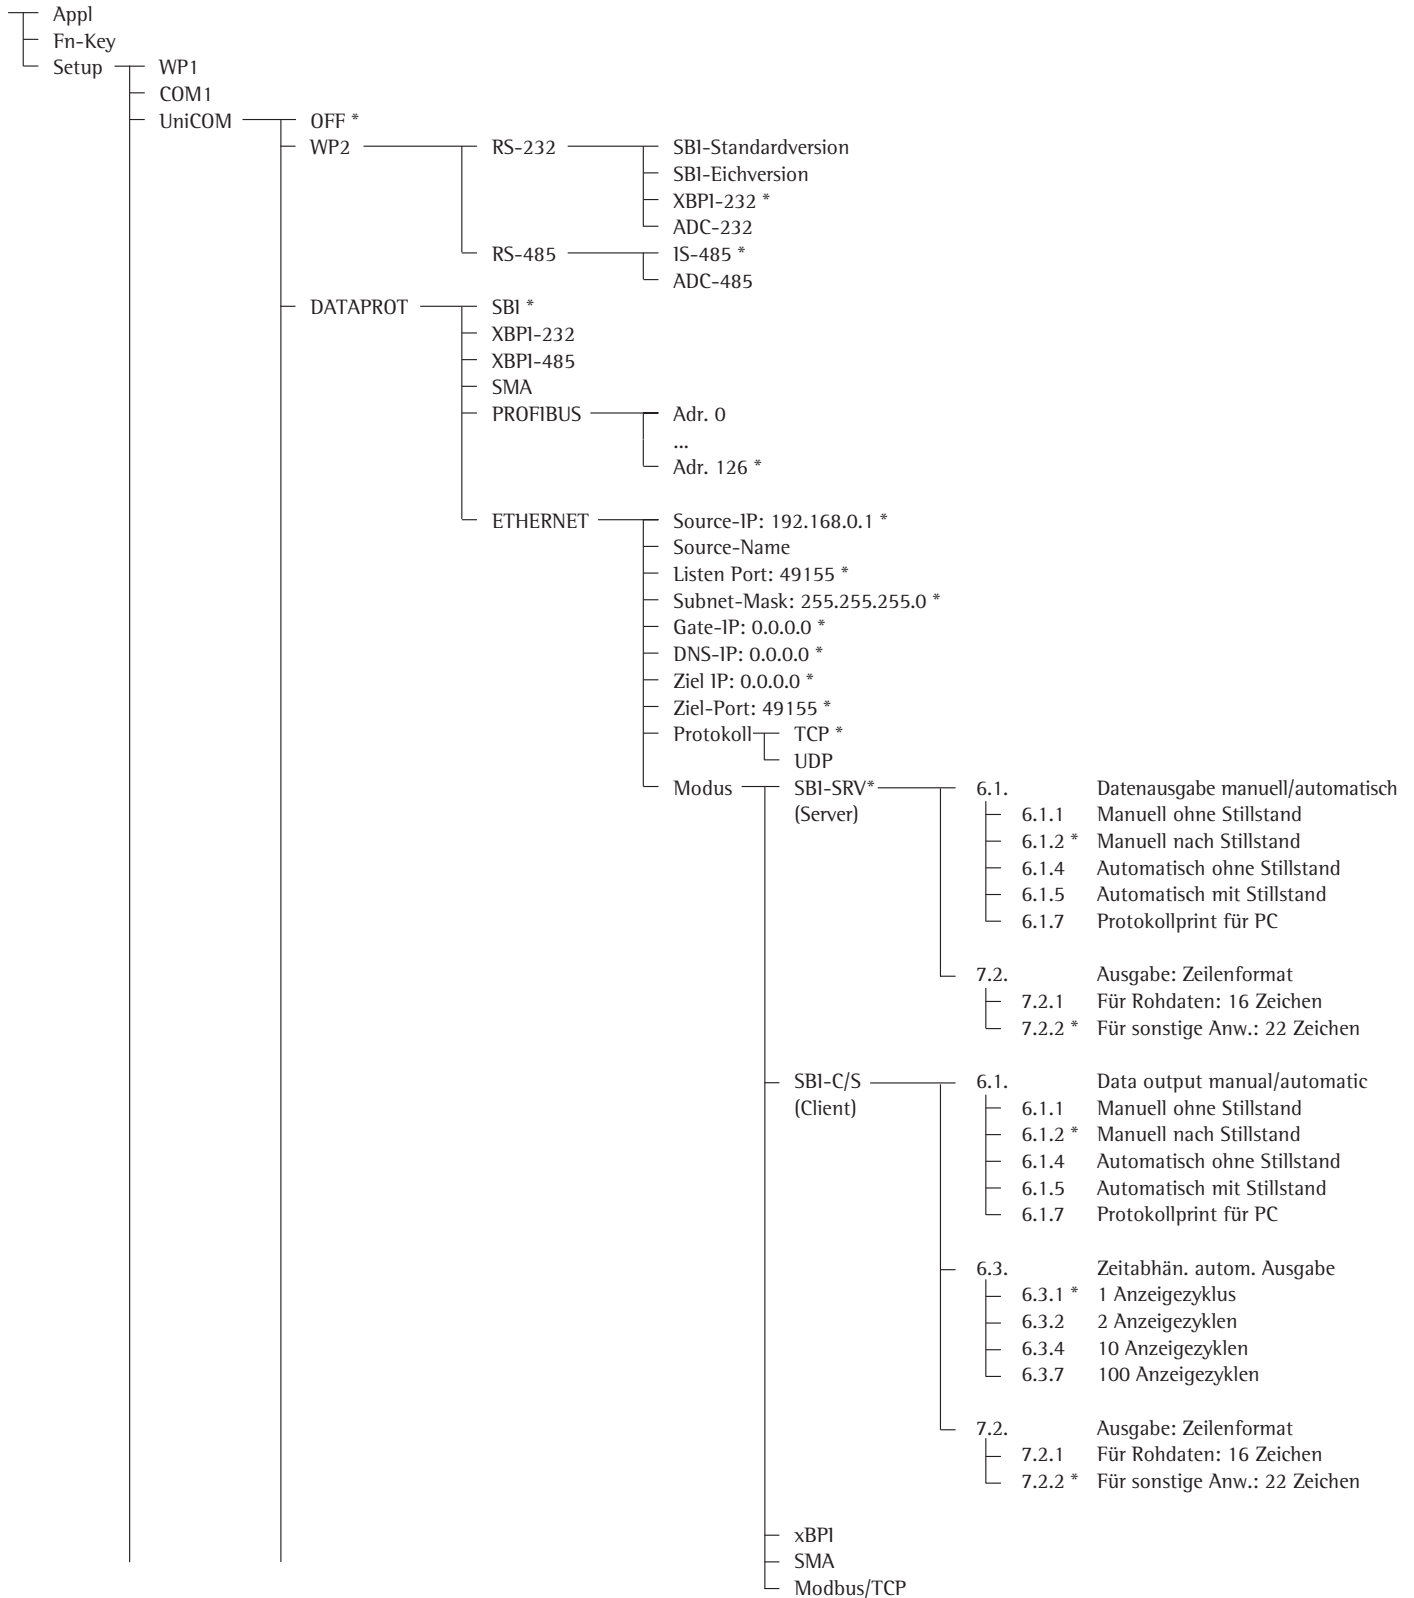 Appl
Fn-Key
Setup WP1
COM1
UniCOM OFF *
WP2 RS-232 SBI-Standardversion
SBI-Eichversion
XBPI-232 *
ADC-232
RS-485 IS-485 *
ADC-485
DATAPROT SBI *
XBPI-232
XBPI-485
SMA
PROFIBUS Adr. 0
...
Adr. 126 *
ETHERNET Source-IP: 192.168.0.1 *
Source-Name
Listen Port: 49155 *
Subnet-Mask: 255.255.255.0 *
Gate-IP: 0.0.0.0 *
DNS-IP: 0.0.0.0 *
Ziel IP: 0.0.0.0 *
Ziel-Port: 49155 *
Protokoll TCP *
UDP
Modus SBI-SRV* 6.1. Datenausgabe manuell/automatisch
(Server) 6.1.1 Manuell ohne Stillstand
6.1.2 * Manuell nach Stillstand
6.1.4 Automatisch ohne Stillstand
6.1.5 Automatisch mit Stillstand
6.1.7 Protokollprint für PC
7.2. Ausgabe: Zeilenformat
7.2.1 Für Rohdaten: 16 Zeichen
7.2.2 * Für sonstige Anw.: 22 Zeichen
SBI-C/S 6.1. Data output manual/automatic
(Client) 6.1.1 Manuell ohne Stillstand
6.1.2 * Manuell nach Stillstand
6.1.4 Automatisch ohne Stillstand
6.1.5 Automatisch mit Stillstand
6.1.7 Protokollprint für PC
6.3. Zeitabhän. autom. Ausgabe
6.3.1 * 1 Anzeigezyklus
6.3.2 2 Anzeigezyklen
6.3.4 10 Anzeigezyklen
6.3.7 100 Anzeigezyklen
7.2. Ausgabe: Zeilenformat
7.2.1 Für Rohdaten: 16 Zeichen
7.2.2 * Für sonstige Anw.: 22 Zeichen
xBPI
SMA
Modbus/TCP